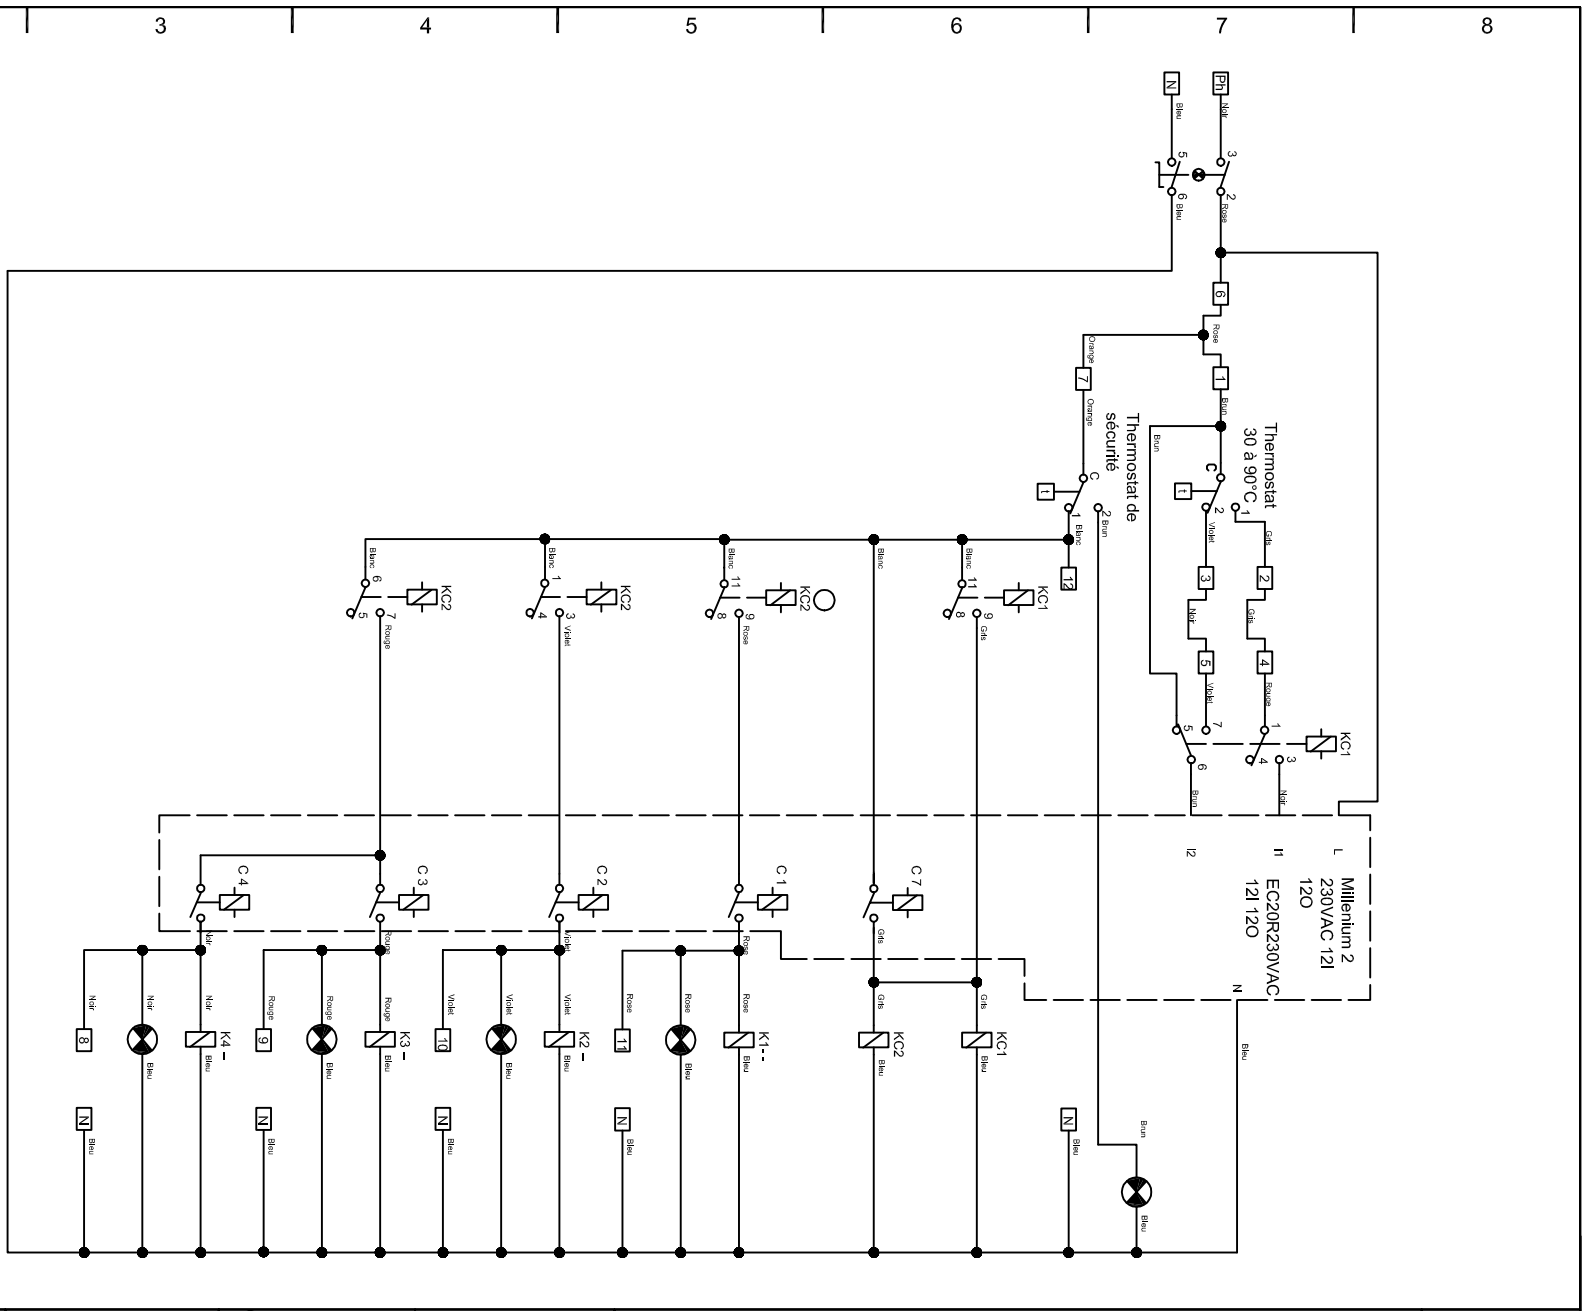 3
4
5
6
7
8
N
Ph
Bleu
Noir
5
3
6
2
Bleu
Rose
6
Rose
Orange
7
1
Orange
Brun
Brun
Thermostat de
sécurité
Thermostat
30 à 90°C
C
C
t
t
1
2
Brun
2
1
Blanc
Violet
Gris
12
3
2
Noir
Gris
5
4
Violet
Rouge
Blanc
6
KC2
5
7
Rouge
Blanc
1
KC2
4
3
Violet
Blanc
11
KC2
8
9
Rose
Blanc
Blanc
11
KC1
8
9
Gris
5
7
1
KC1
6
4
3
Brun
Noir
I2
I1
L
Millenium 2
230VAC 12I
12O
EC20R230VAC
12I 12O
N
C 4
C 3
C 2
C 1
C 7
Noir
Rouge
Violet
Rose
Gris
Noir
Noir
Noir
Rouge
Rouge
Rouge
Violet
Violet
Violet
Rose
Rose
Rose
Gris
Gris
8
K4 -
9
K3 -
10
K2 -
11
K1 --
KC2
KC1
Bleu
Bleu
Bleu
Bleu
Bleu
Bleu
Bleu
Bleu
Bleu
Bleu
Bleu
N
Bleu
N
Bleu
N
Bleu
N
Bleu
N
Bleu
Brun
Bleu